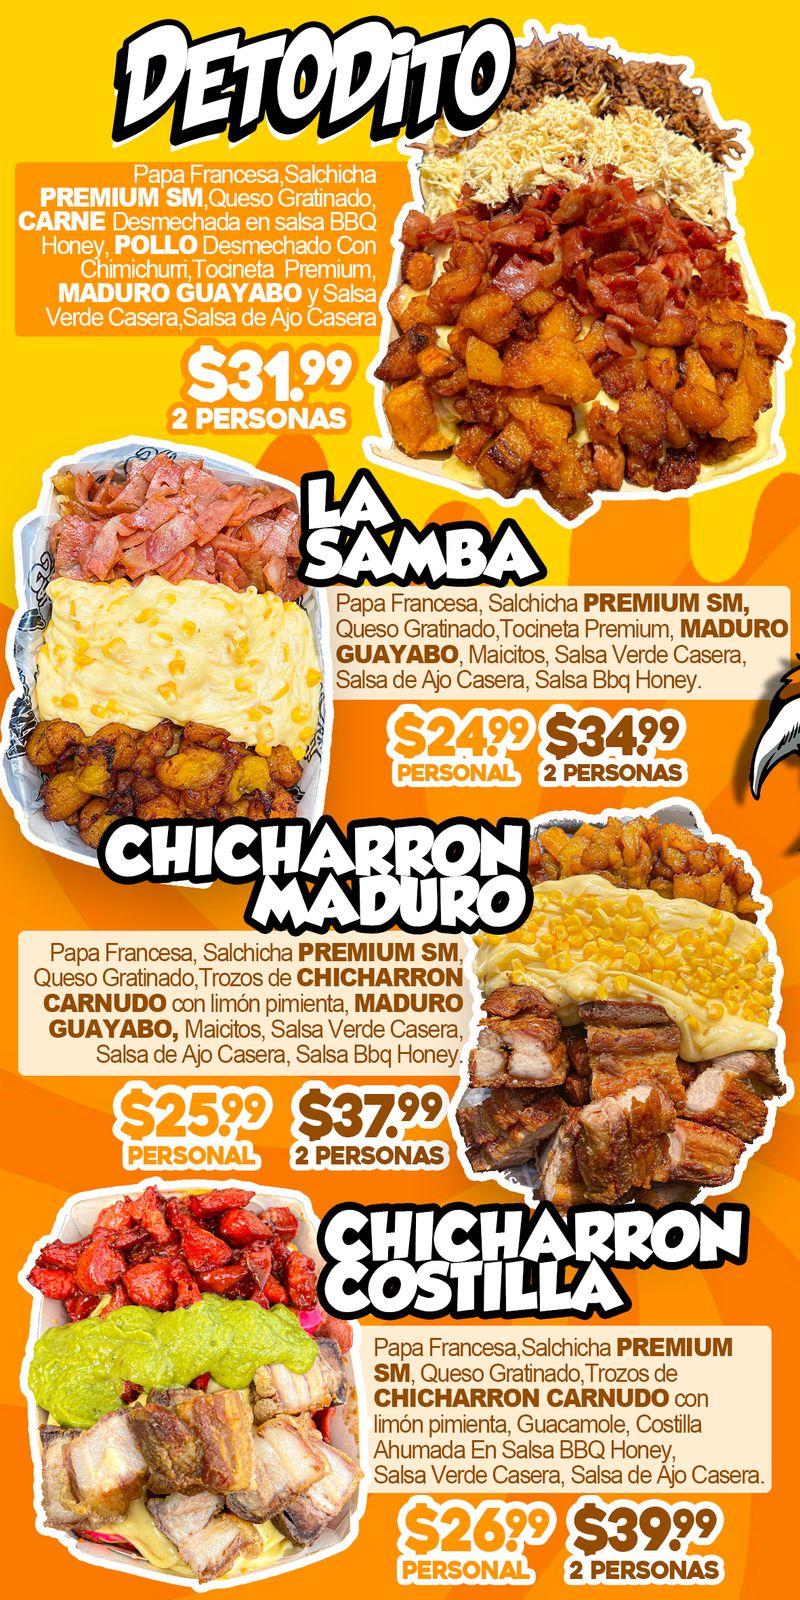 DETODiTO
Papa Francesa,Salchicha
PREMIUM SM,Queso Gratinado,
CARNE Desmechada en salsa BBQ
Honey, POLLO Desmechado Con
Chimichurri,Tocineta Premium,
MADURO GUAYABO y Salsa
Verde Casera,Salsa de Ajo Casera
$31.99
2 PERSONAS
LA
SAMBA
Papa Francesa, Salchicha PREMIUM SM,
Queso Gratinado,Tocineta Premium, MADURO
GUAYABO, Maicitos, Salsa Verde Casera,
Salsa de Ajo Casera, Salsa Bbq Honey.
$24.99 $34.99
PERSONAL 2 PERSONAS
CHICHARRON
MADURO
Papa Francesa, Salchicha PREMIUM SM,
Queso Gratinado,Trozos de CHICHARRON
CARNUDO con limón pimienta, MADURO
GUAYABO, Maicitos, Salsa Verde Casera,
Salsa de Ajo Casera, Salsa Bbq Honey.
$25.99 $37.99
PERSONAL 2 PERSONAS
CHICHARRON
COSTILLA
Papa Francesa,Salchicha PREMIUM
SM, Queso Gratinado,Trozos de
CHICHARRON CARNUDO con
limón pimienta, Guacamole, Costilla
Ahumada En Salsa BBQ Honey,
Salsa Verde Casera, Salsa de Ajo Casera.
$26.99 $39.99
PERSONAL 2 PERSONAS